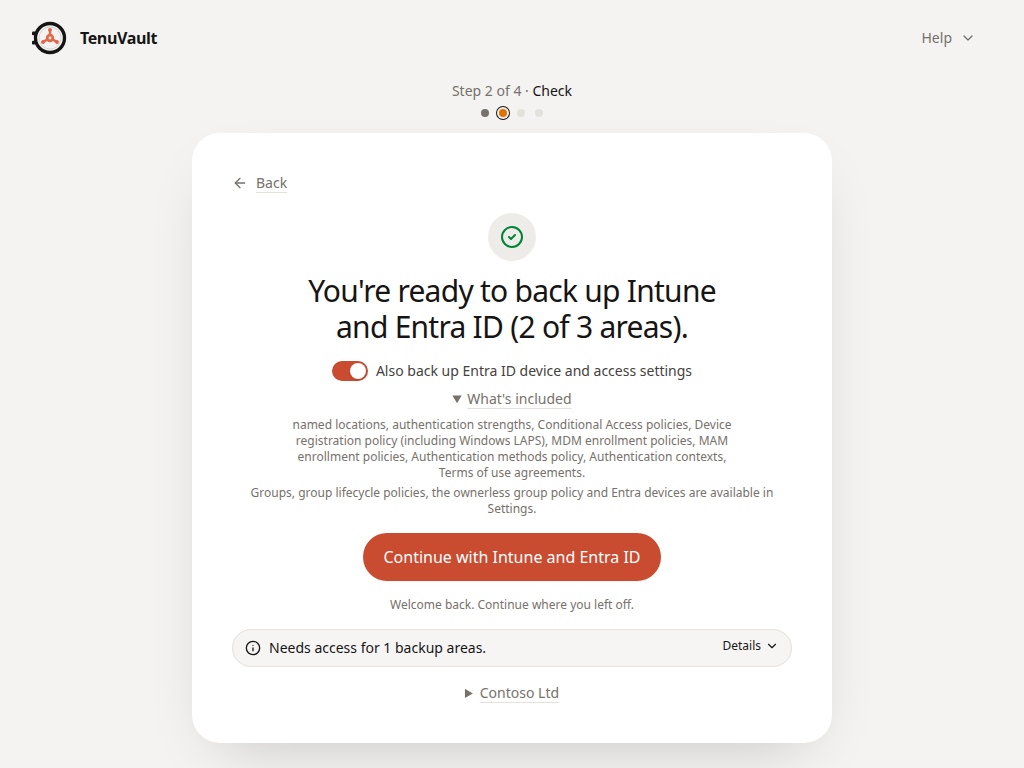 TenuVault
Help
Step 2 of 4 · Check
Back
You're ready to back up Intune
and Entra ID (2 of 3 areas).
Also back up Entra ID device and access settings
What's included
named locations, authentication strengths, Conditional Access policies, Device
registration policy (including Windows LAPS), MDM enrollment policies, MAM
enrollment policies, Authentication methods policy, Authentication contexts,
Terms of use agreements.
Groups, group lifecycle policies, the ownerless group policy and Entra devices are available in
Settings.
Continue with Intune and Entra ID
Welcome back. Continue where you left off.
Needs access for 1 backup areas.
Details
Contoso Ltd